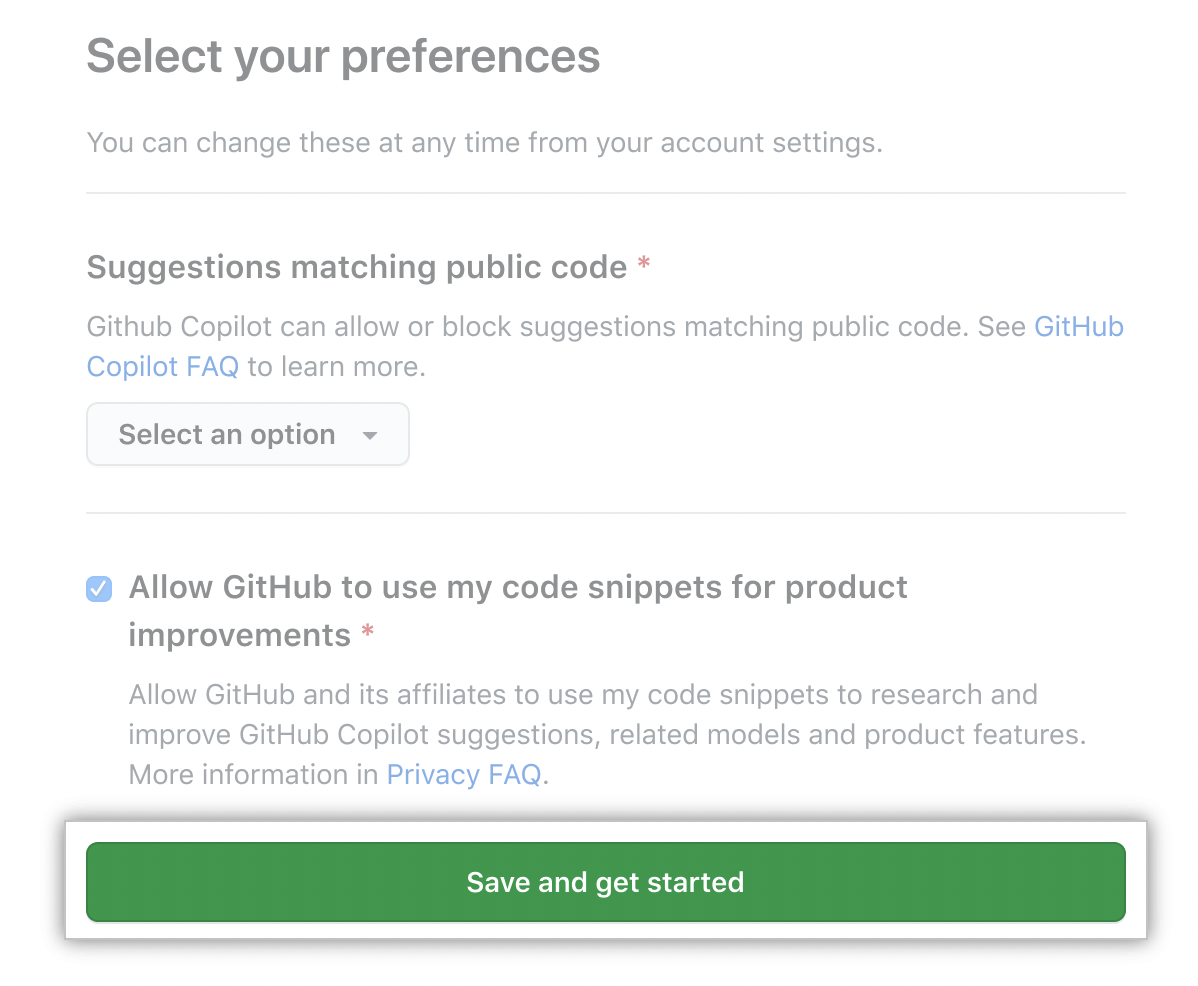 Select your preferences
You can change these at any time from your account settings.
Suggestions matching public code *
Github Copilot can allow or block suggestions matching public code. See GitHub
Copilot FAQ to learn more.
Select an option
Allow GitHub to use my code snippets for product
improvements *
Allow GitHub and its affiliates to use my code snippets to research and
improve GitHub Copilot suggestions, related models and product features.
More information in Privacy FAQ.
Save and get started